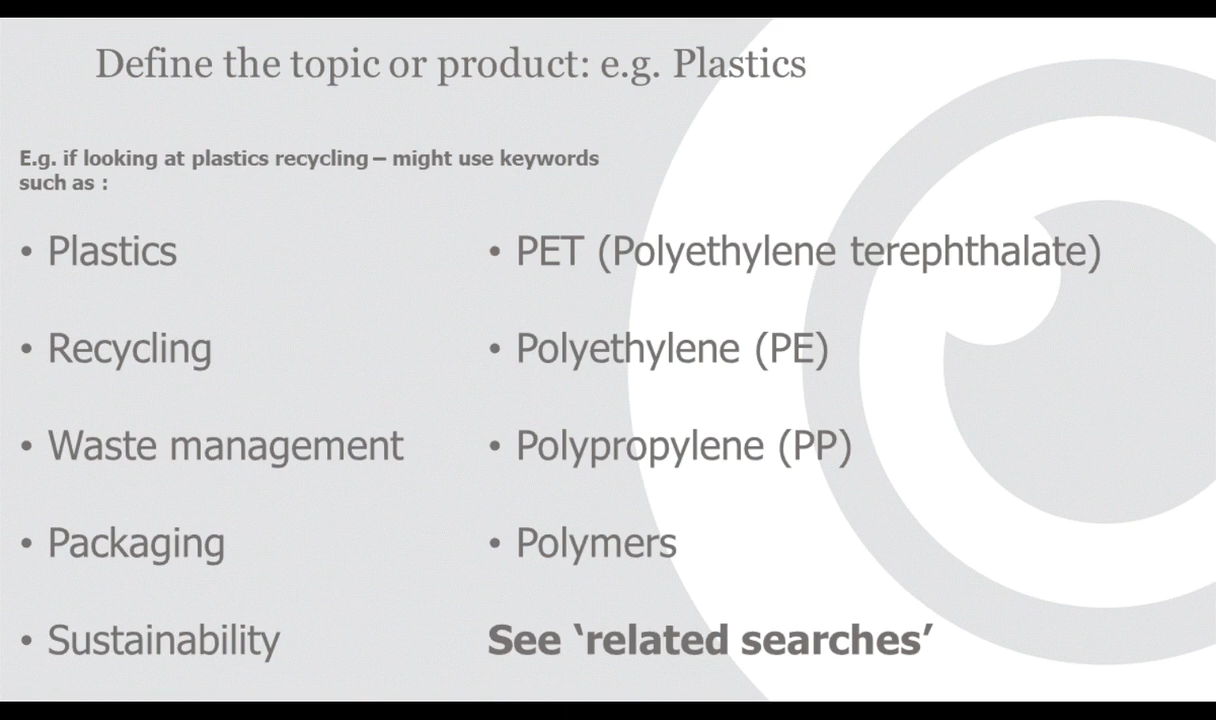 Define the topic or product: e.g. Plastics
E.g. if looking at plastics recycling – might use keywords
such as :
• Plastics
• Recycling
• Waste management
• Packaging
• Sustainability
• PET (Polyethylene terephthalate)
• Polyethylene (PE)
• Polypropylene (PP)
• Polymers
See ‘related searches’